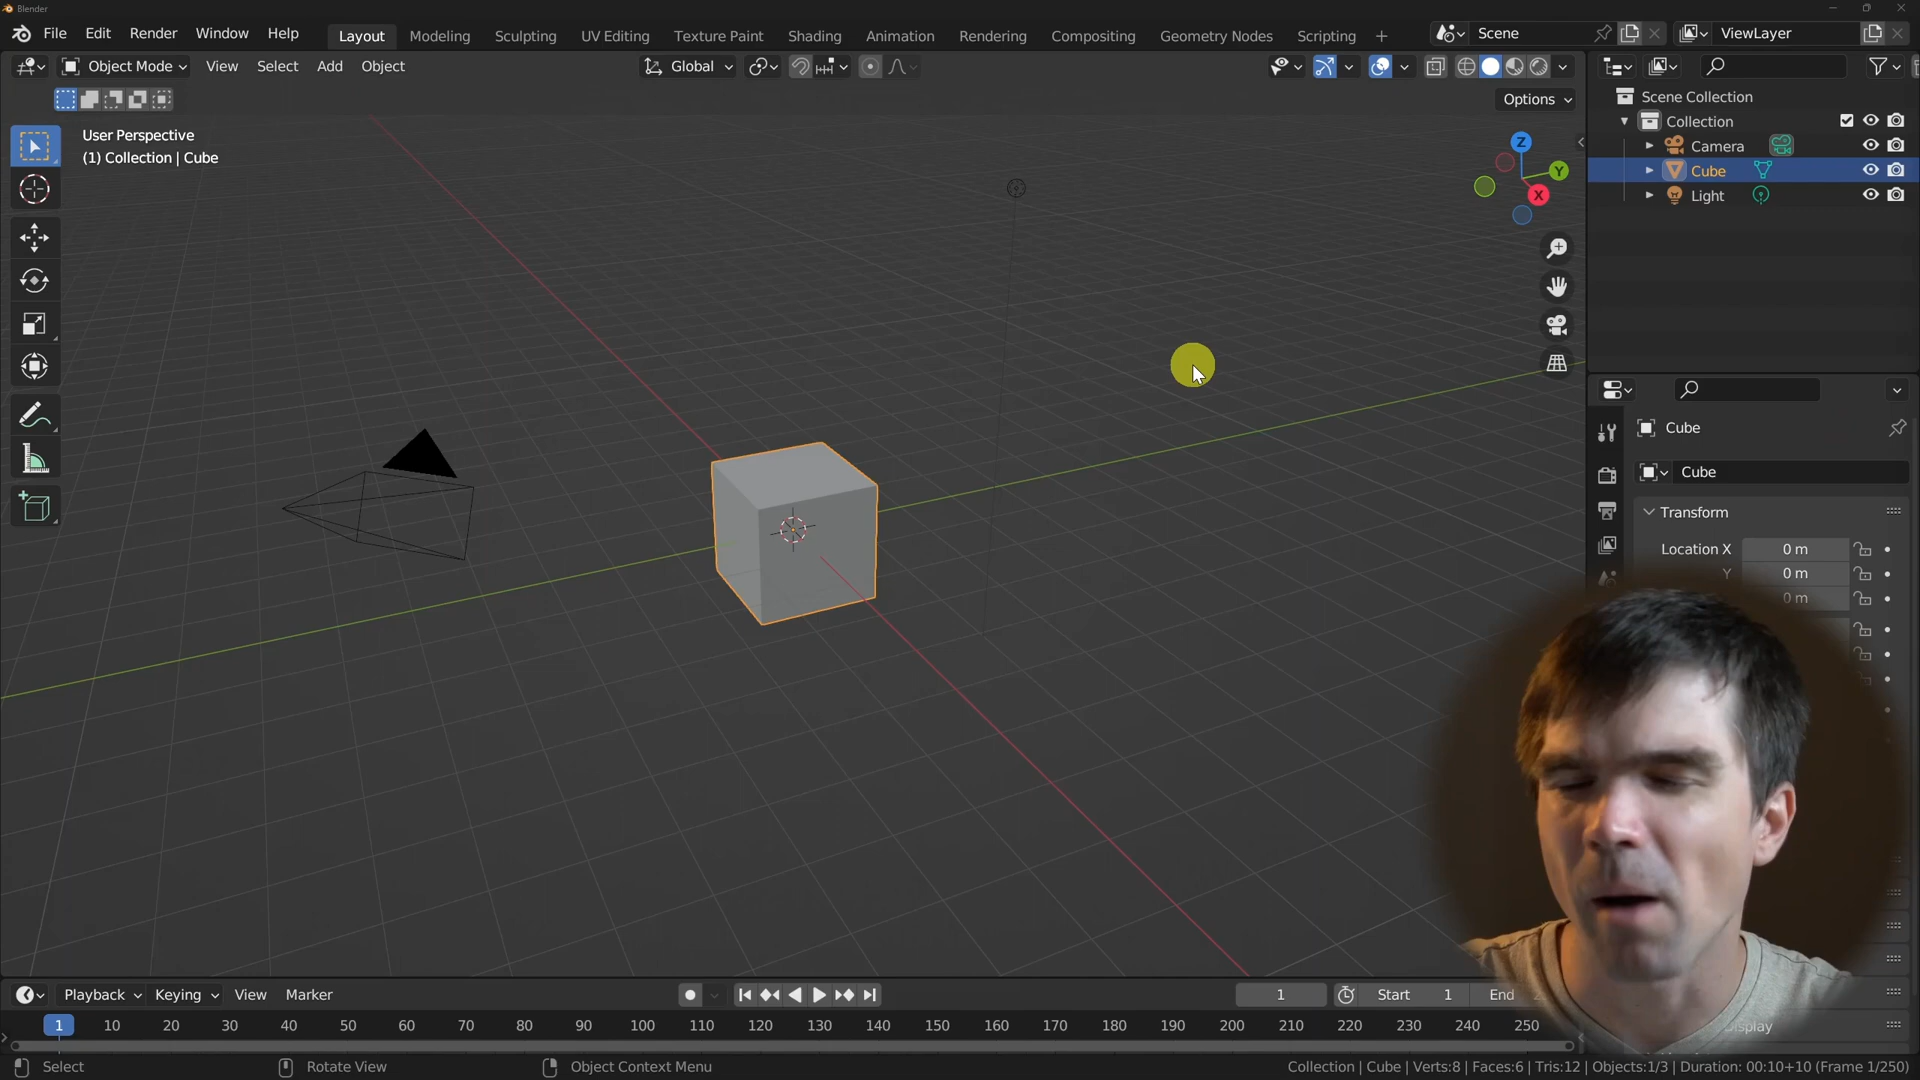 Blender
File Edit Render Window Help Layout Modeling Sculpting UV Editing Texture Paint Shading Animation Rendering Compositing Geometry Nodes Scripting + Scene ViewLayer
Object Mode View Select Add Object Global
Options
User Perspective
(1) Collection | Cube
Z
Y
X
Scene Collection
Collection
Camera
Cube
Light
Cube
Cube
Transform
Location X 0 m
Y 0 m
0 m
Playback Keying View Marker 1 Start 1 End
1 10 20 30 40 50 60 70 80 90 100 110 120 130 140 150 160 170 180 190 200 210 220 230 240 250
Select Rotate View Object Context Menu Collection | Cube | Verts:8 | Faces:6 | Tris:12 | Objects:1/3 | Duration: 00:10+10 (Frame 1/250)